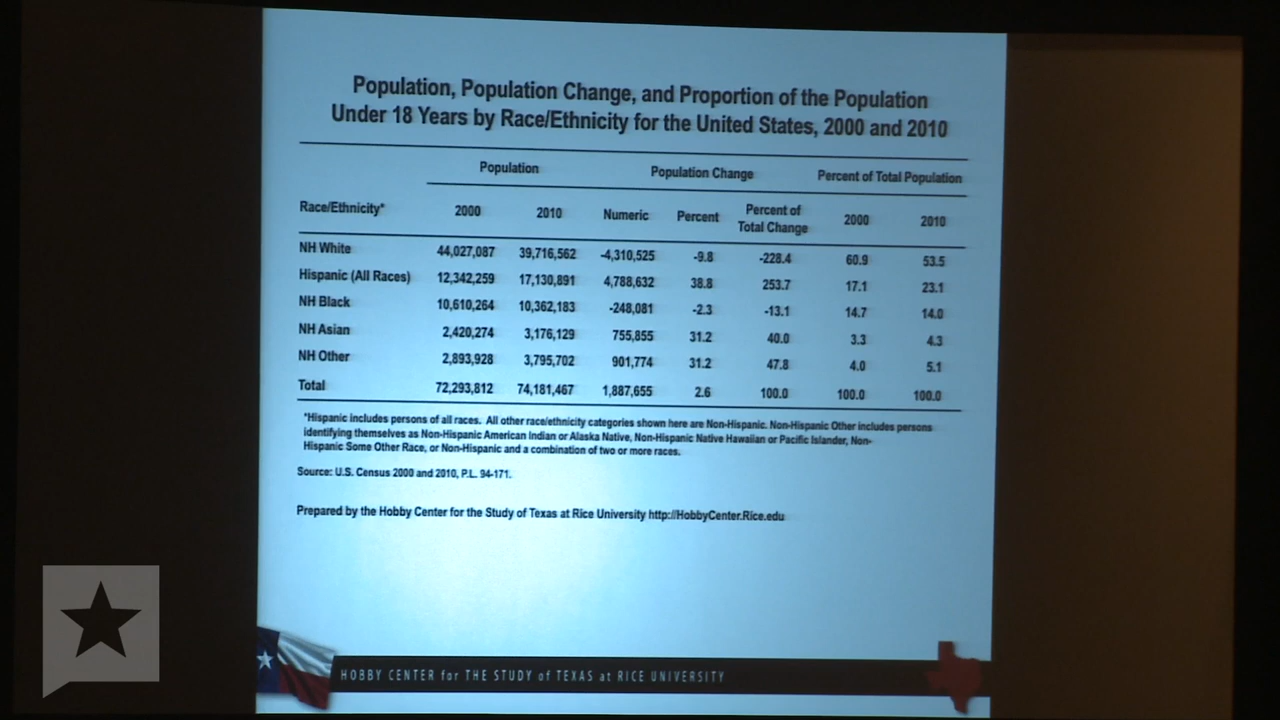 Population, Population Change, and Proportion of the Population
Under 18 Years by Race/Ethnicity for the United States, 2000 and 2010
Population Population Change Percent of Total Population
Race/Ethnicity* 2000 2010 Numeric Percent Percent of Total Change 2000 2010
NH White 44,027,087 39,716,562 -4,310,525 -9.8 -228.4 60.9 53.5
Hispanic (All Races) 12,342,259 17,130,891 4,788,632 38.8 253.7 17.1 23.1
NH Black 10,610,264 10,362,183 -248,081 -2.3 -13.1 14.7 14.0
NH Asian 2,420,274 3,176,129 755,855 31.2 40.0 3.3 4.3
NH Other 2,893,928 3,795,702 901,774 31.2 47.8 4.0 5.1
Total 72,293,812 74,181,467 1,887,655 2.6 100.0 100.0 100.0
*Hispanic includes persons of all races. All other race/ethnicity categories shown here are Non-Hispanic. Non-Hispanic Other includes persons
identifying themselves as Non-Hispanic American Indian or Alaska Native, Non-Hispanic Native Hawaiian or Pacific Islander, Non-
Hispanic Some Other Race, or Non-Hispanic and a combination of two or more races.
Source: U.S. Census 2000 and 2010, P.L. 94-171.
Prepared by the Hobby Center for the Study of Texas at Rice University http://HobbyCenter.Rice.edu
HOBBY CENTER for THE STUDY of TEXAS at RICE UNIVERSITY